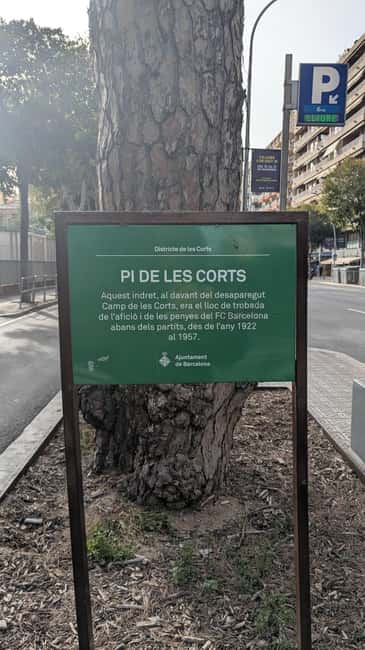 P
LLIURE
Districte de les Corts
PI DE LES CORTS
Aquest indret, al davant del desaparegut
Camp de les Corts, era el lloc de trobada
de l'afició i de les penyes del FC Barcelona
abans dels partits, des de l'any 1922
al 1957.
Ajuntament
de Barcelona